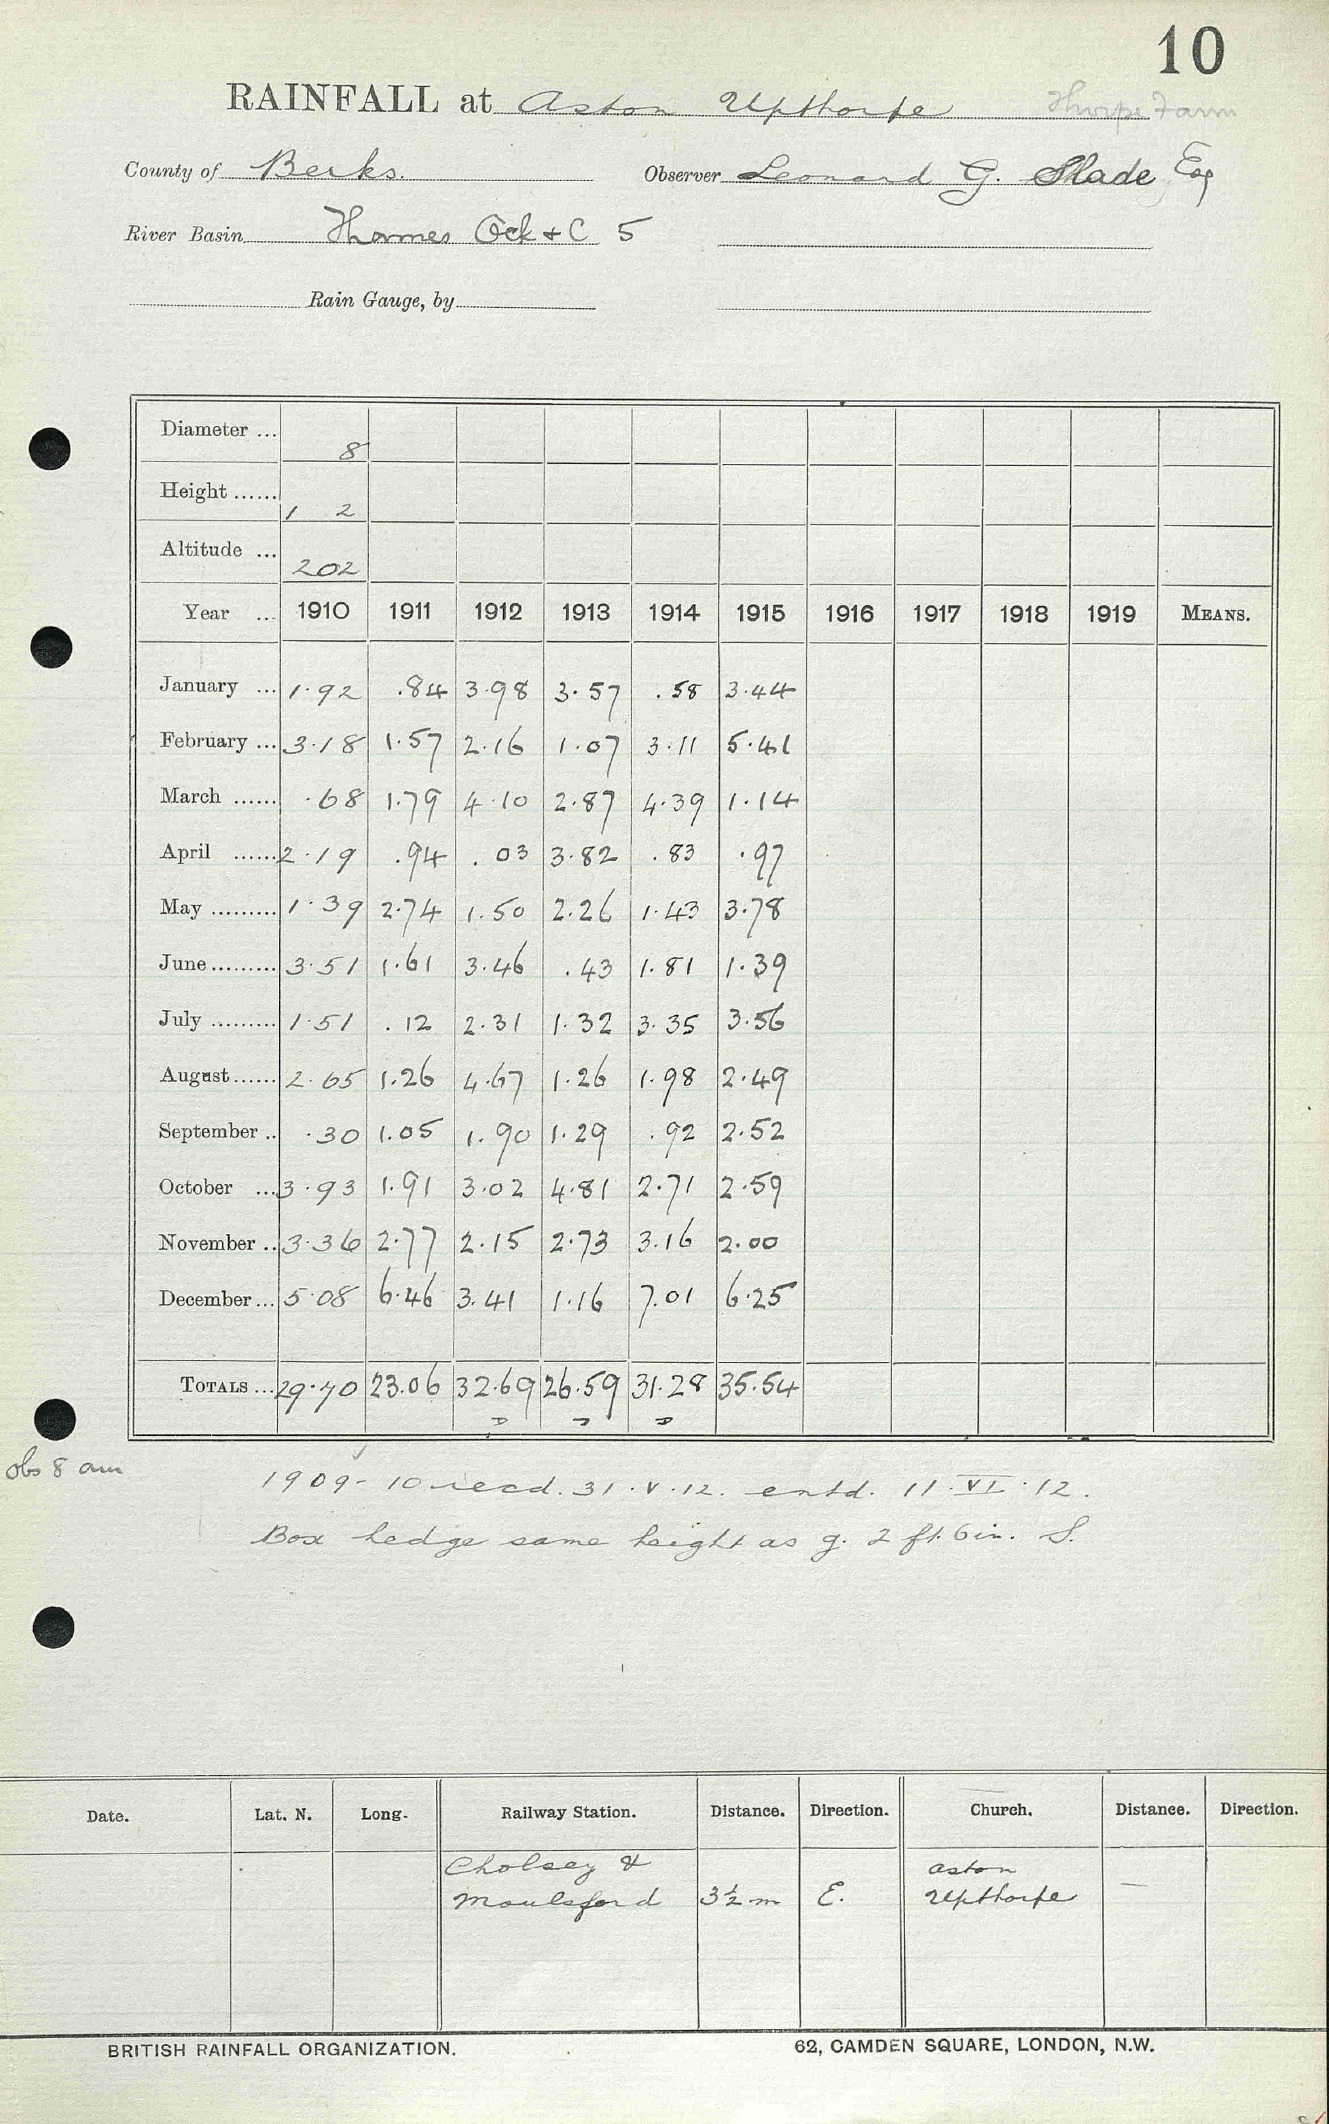 10
RAINFALL at Aston Upthorpe Thorpe Farm
County of Berks. Observer Leonard G. Slade Esq
River Basin Thames Ock & C 5
Rain Gauge, by
Diameter ... 8
Height ...... 1 2
Altitude ... 202
Year ... 1910 1911 1912 1913 1914 1915 1916 1917 1918 1919 MEANS.
January ... 1.92 .84 3.98 3.57 .58 3.44
February ... 3.18 1.57 2.16 1.07 3.11 5.41
March ...... .68 1.79 4.10 2.87 4.39 1.14
April ...... 2.19 .94 .03 3.82 .83 .97
May ......... 1.39 2.74 1.50 2.26 1.43 3.78
June ......... 3.51 1.61 3.46 .43 1.81 1.39
July ......... 1.51 .12 2.31 1.32 3.35 3.56
August ...... 2.65 1.26 4.67 1.26 1.98 2.49
September .. .30 1.05 1.90 1.29 .92 2.52
October ... 3.93 1.91 3.02 4.81 2.71 2.59
November .. 3.36 2.77 2.15 2.73 3.16 2.00
December ... 5.08 6.46 3.41 1.16 7.01 6.25
TOTALS ... 29.70 23.06 32.69 26.59 31.28 35.54
obs 8 am
1909-10 recd. 31.V.12. entd. 11.VI.12.
Box hedge same height as g. 2 ft. 6 in. S.
Date. Lat. N. Long. Railway Station. Distance. Direction. Church. Distance. Direction.
Cholsey & Aston
Moulsford 3½ m E. Upthorpe —
BRITISH RAINFALL ORGANIZATION. 62, CAMDEN SQUARE, LONDON, N.W.